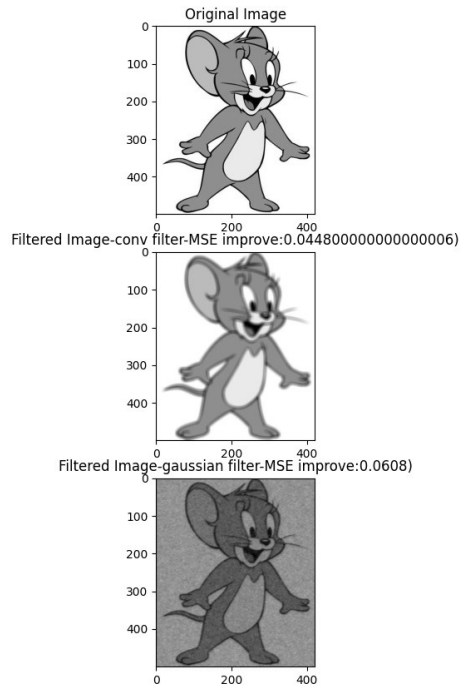 Original Image
0
100
200
300
400
0 200 400
Filtered Image-conv filter-MSE improve:0.044800000000000006)
0
100
200
300
400
0 200 400
Filtered Image-gaussian filter-MSE improve:0.0608)
0
100
200
300
400
0 200 400